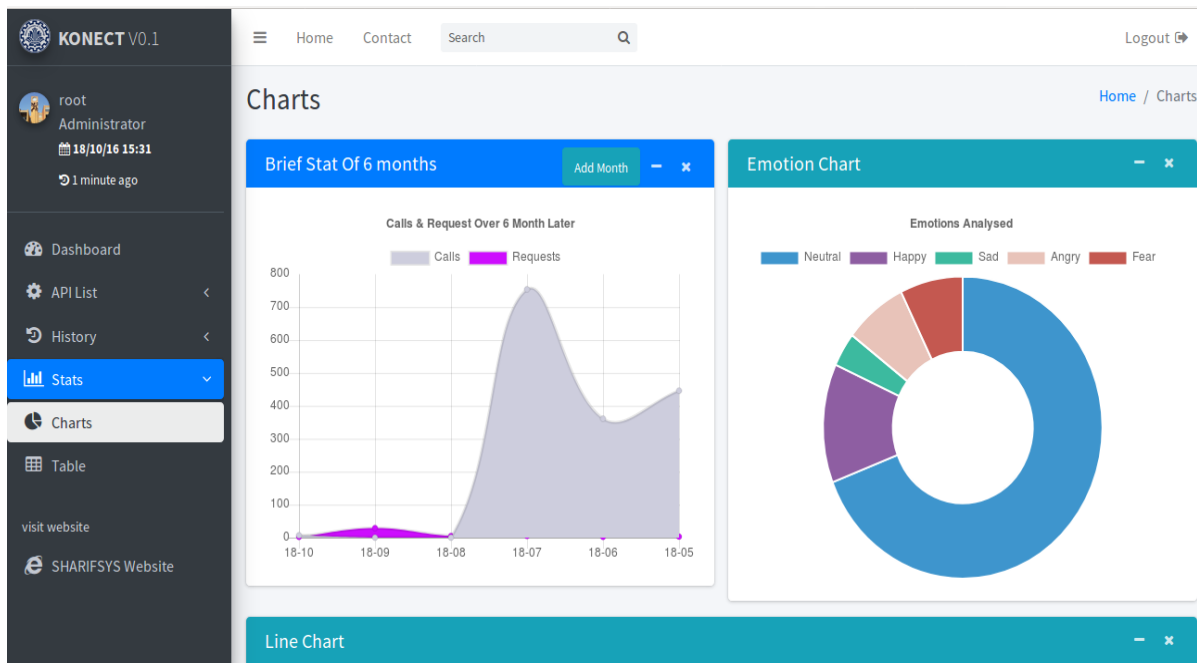 KONECT V0.1
Home Contact Search
Logout
root
Administrator
18/10/16 15:31
1 minute ago
Dashboard
API List
History
Stats
Charts
Table
visit website
SHARIFSYS Website
Charts
Home / Charts
Brief Stat Of 6 months
Add Month
Calls & Request Over 6 Month Later
Calls Requests
800
700
600
500
400
300
200
100
0
18-10 18-09 18-08 18-07 18-06 18-05
Emotion Chart
Emotions Analysed
Neutral Happy Sad Angry Fear
Line Chart